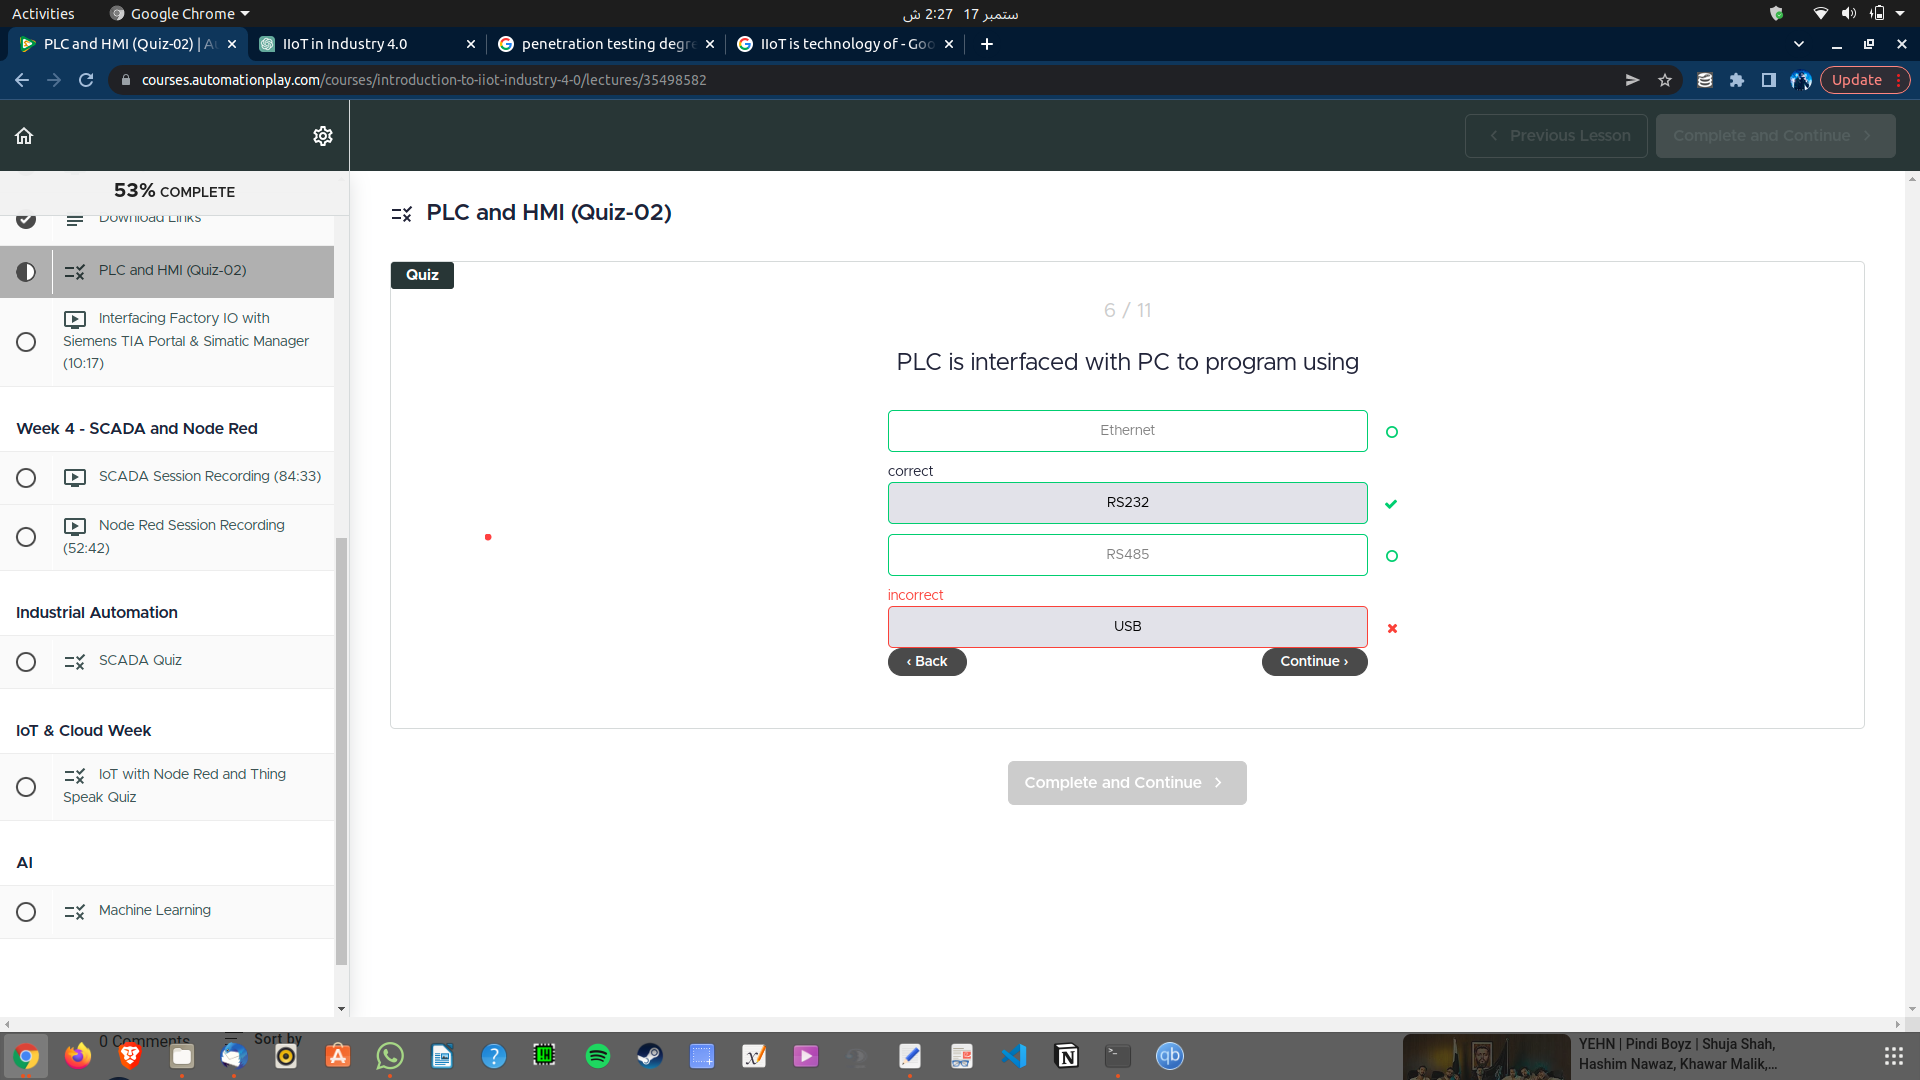 Activities
Google Chrome
ستمبر 17 2:27 ش
PLC and HMI (Quiz-02) | Au
IIoT in Industry 4.0
penetration testing degre
IIoT is technology of - Goo
courses.automationplay.com/courses/introduction-to-iiot-industry-4-0/lectures/35498582
Update
Previous Lesson
Complete and Continue
53% COMPLETE
Download Links
PLC and HMI (Quiz-02)
Interfacing Factory IO with
Siemens TIA Portal & Simatic Manager
(10:17)
Week 4 - SCADA and Node Red
SCADA Session Recording (84:33)
Node Red Session Recording
(52:42)
Industrial Automation
SCADA Quiz
IoT & Cloud Week
IoT with Node Red and Thing
Speak Quiz
AI
Machine Learning
PLC and HMI (Quiz-02)
Quiz
6 / 11
PLC is interfaced with PC to program using
Ethernet
correct
RS232
RS485
incorrect
USB
‹ Back
Continue ›
Complete and Continue
0 Comments
Sort by
qb
YEHN | Pindi Boyz | Shuja Shah,
Hashim Nawaz, Khawar Malik,...